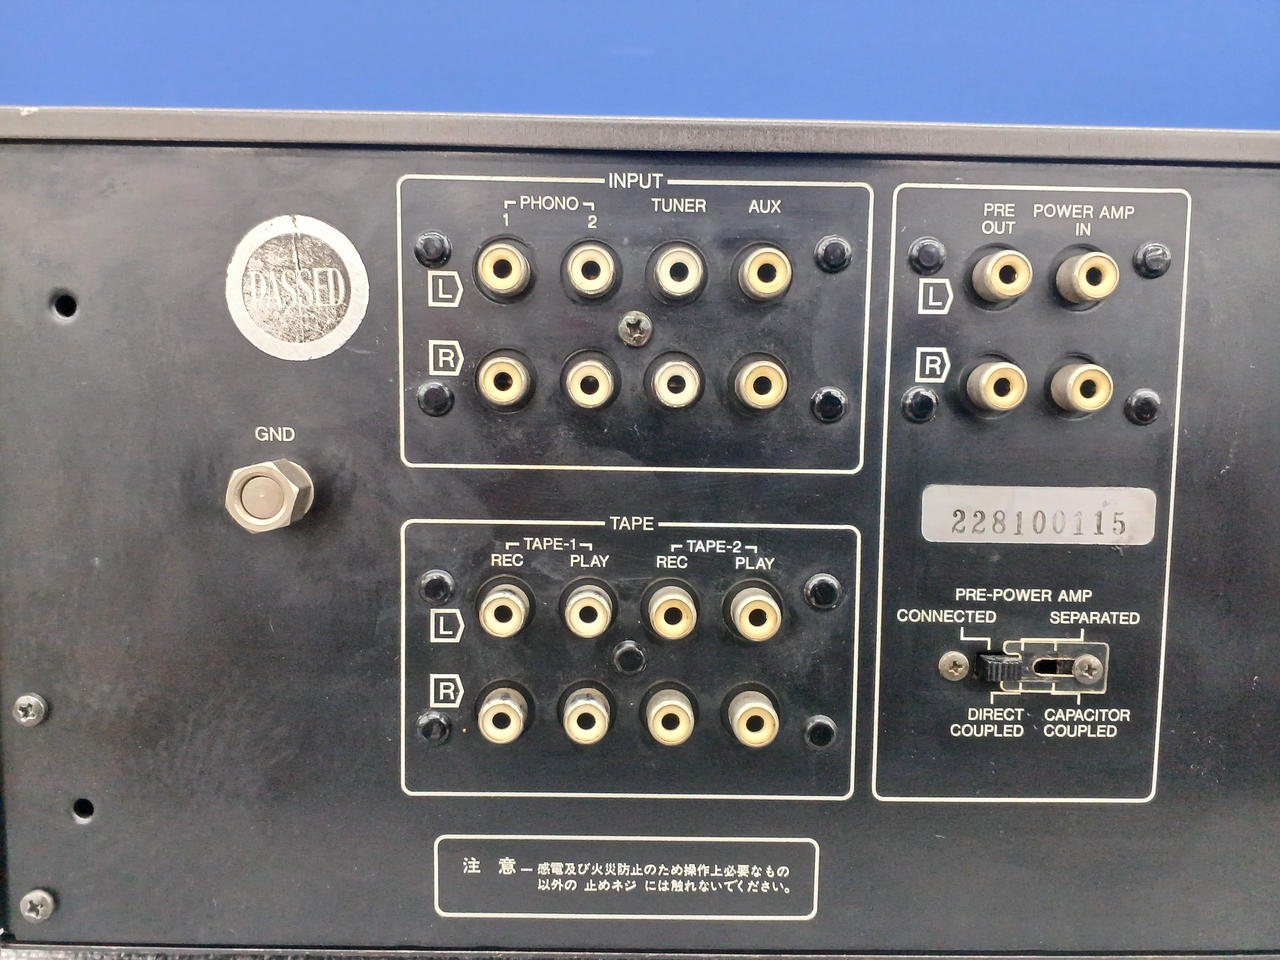 INPUT
PHONO
1 2
TUNER
AUX
L
R
PASSED
GND
TAPE
TAPE-1
REC PLAY
TAPE-2
REC PLAY
L
R
PRE OUT
POWER AMP IN
L
R
228100115
PRE-POWER AMP
CONNECTED SEPARATED
DIRECT COUPLED
CAPACITOR COUPLED
注 意 — 感電及び火災防止のため操作上必要なもの
以外の 止めネジ には触れないでください。